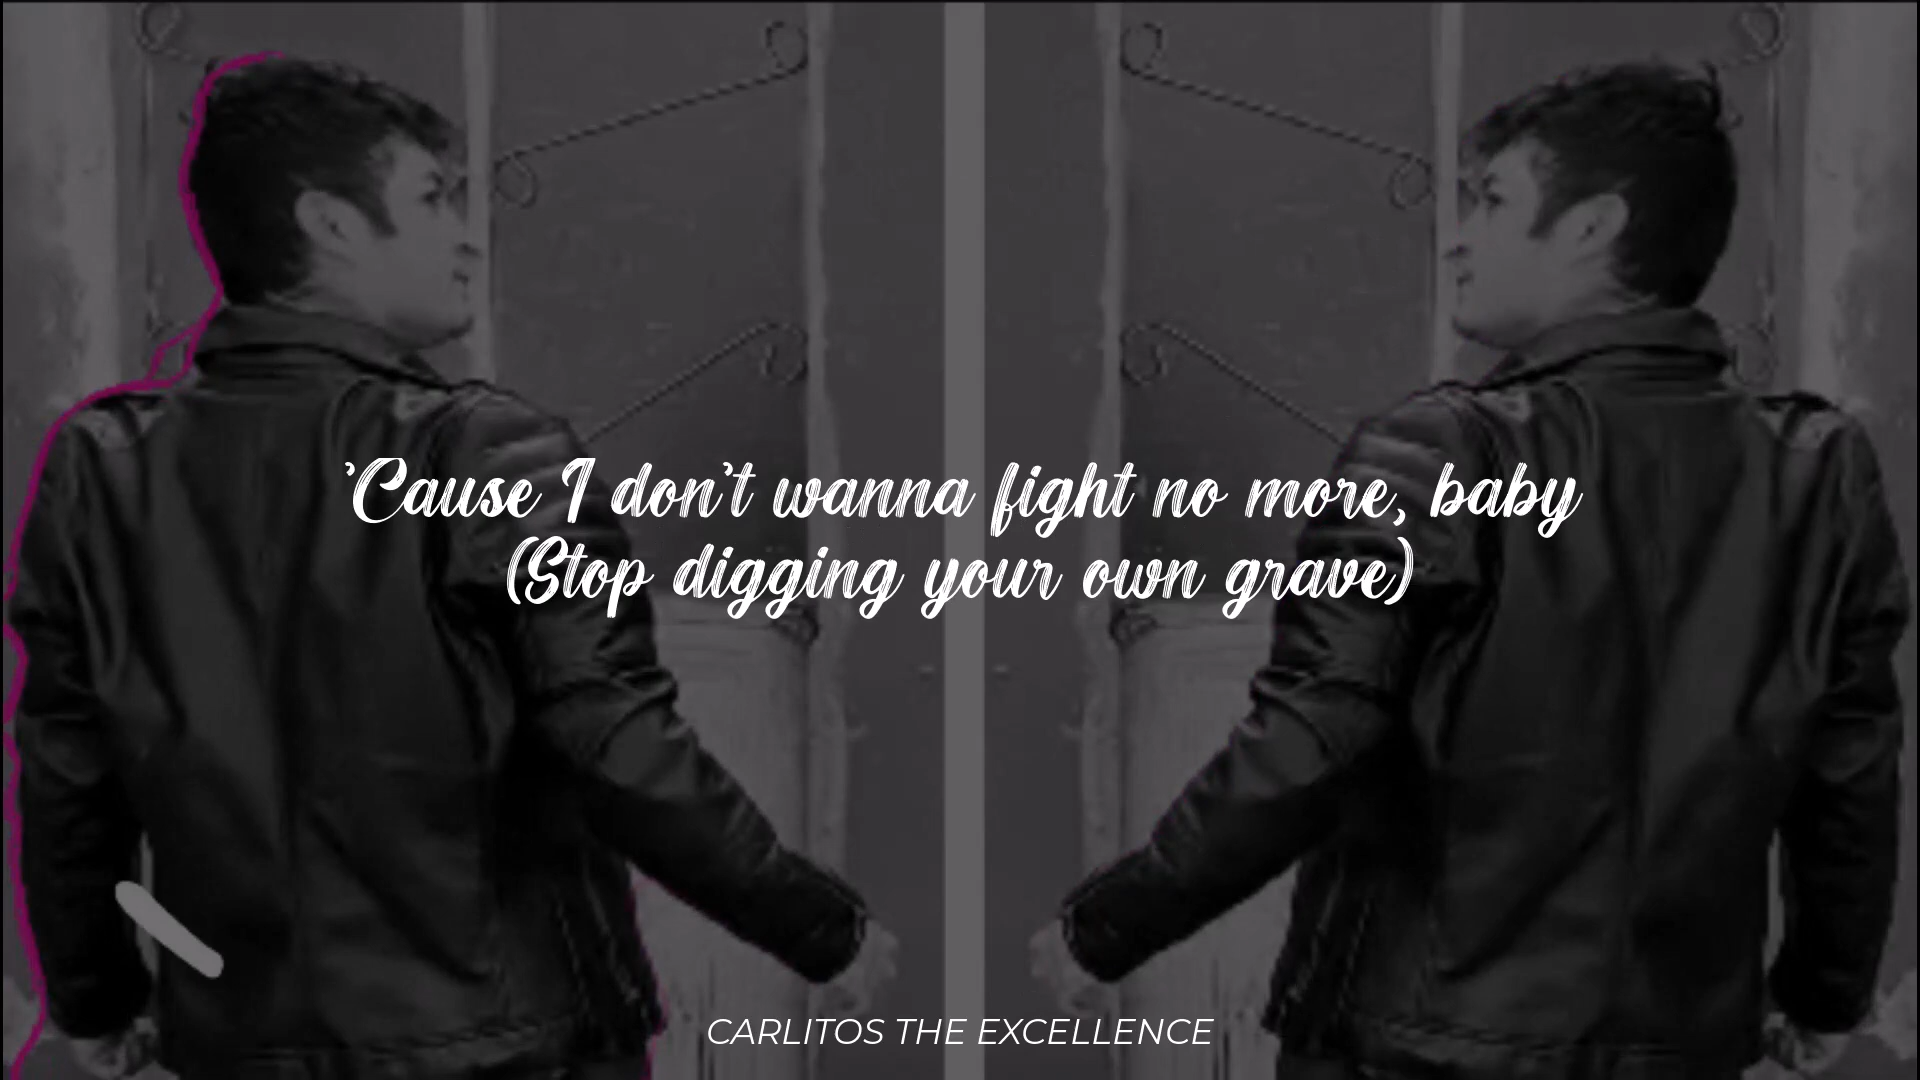 'Cause I don't wanna fight no more, baby
(Stop digging your own grave)
CARLITOS THE EXCELLENCE